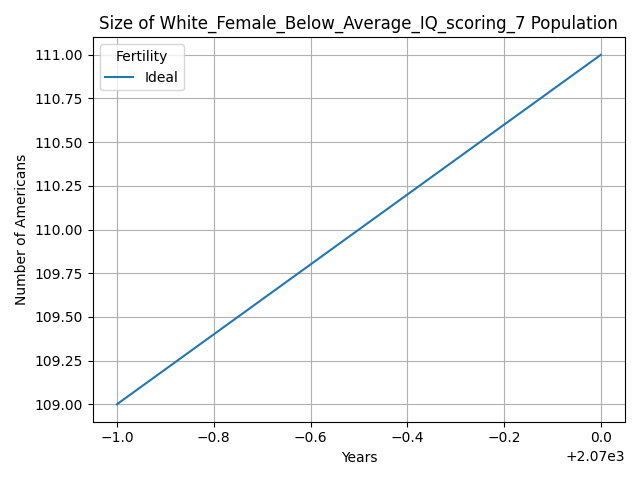 Size of White_Female_Below_Average_IQ_scoring_7 Population
Fertility
Ideal
Number of Americans
111.00
110.75
110.50
110.25
110.00
109.75
109.50
109.25
109.00
−1.0 −0.8 −0.6 −0.4 −0.2 0.0
Years
+2.07e3